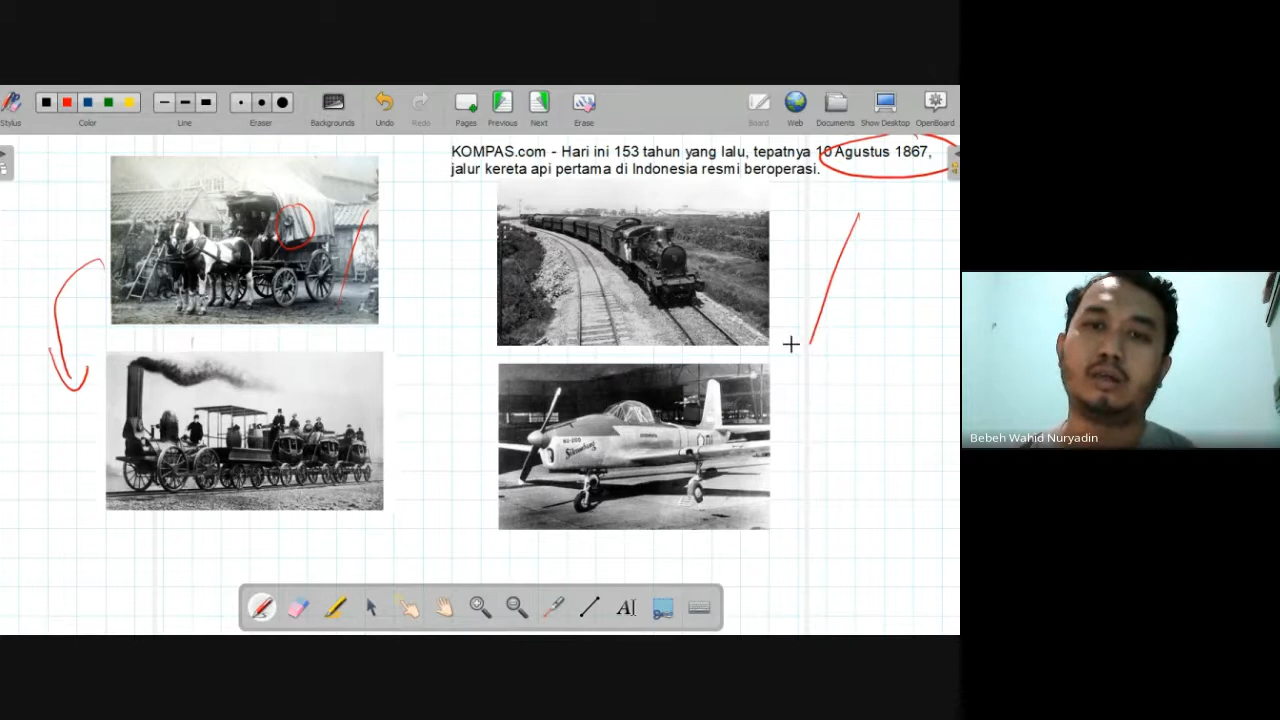 Stylus
Color
Line
Eraser
Backgrounds
Undo
Redo
Pages
Previous
Next
Erase
Board
Web
Documents
Show Desktop
OpenBoard
KOMPAS.com - Hari ini 153 tahun yang lalu, tepatnya 10 Agustus 1867,
jalur kereta api pertama di Indonesia resmi beroperasi.
Bebeh Wahid Nuryadin
AI